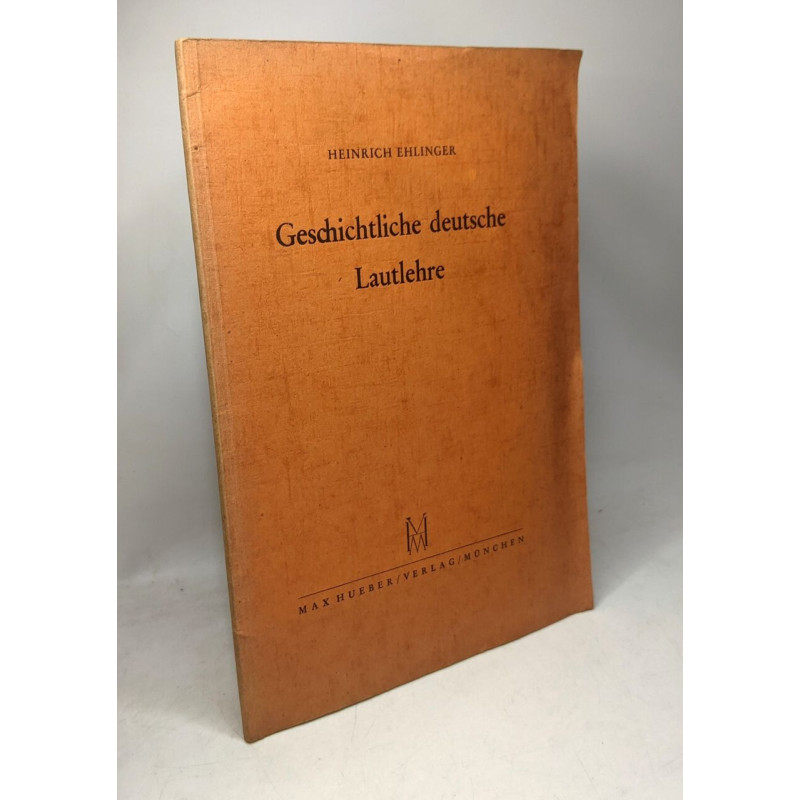 HEINRICH EHLINGER
Geschichtliche deutsche
Lautlehre
MAX HUEBER/VERLAG/MÜNCHEN